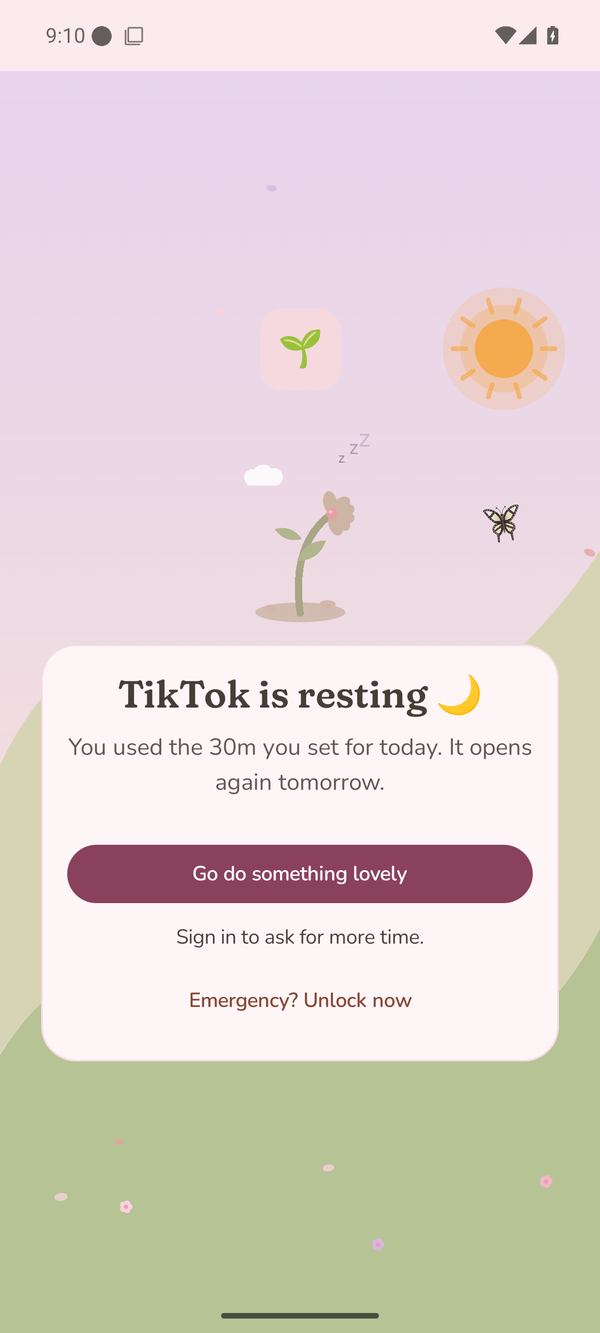 9:10
z z Z
TikTok is resting 🌙
You used the 30m you set for today. It opens
again tomorrow.
Go do something lovely
Sign in to ask for more time.
Emergency? Unlock now